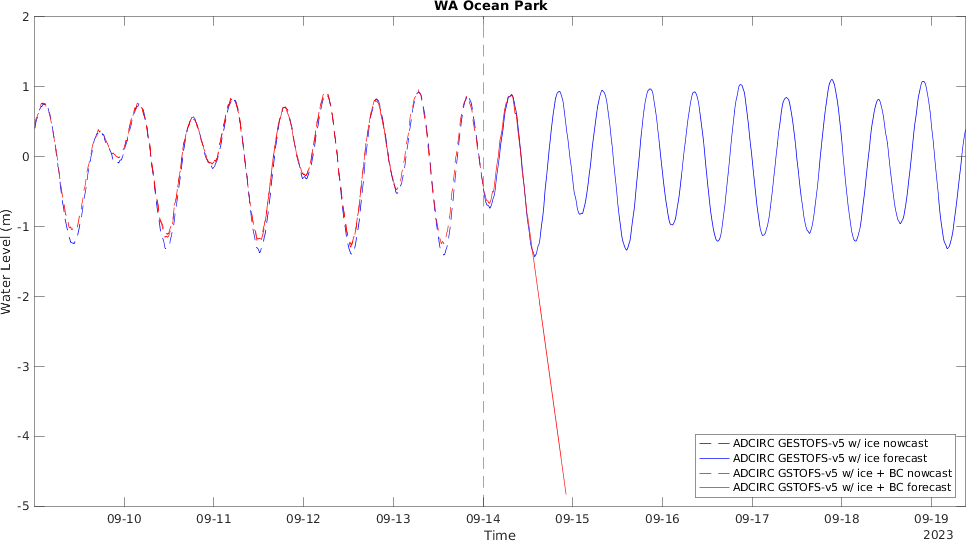 WA Ocean Park
2
1
0
-1
-2
-3
-4
-5
Water Level (m)
ADCIRC GESTOFS-v5 w/ ice nowcast
ADCIRC GESTOFS-v5 w/ ice forecast
ADCIRC GSTOFS-v5 w/ ice + BC nowcast
ADCIRC GSTOFS-v5 w/ ice + BC forecast
09-10 09-11 09-12 09-13 09-14 09-15 09-16 09-17 09-18 09-19
2023
Time